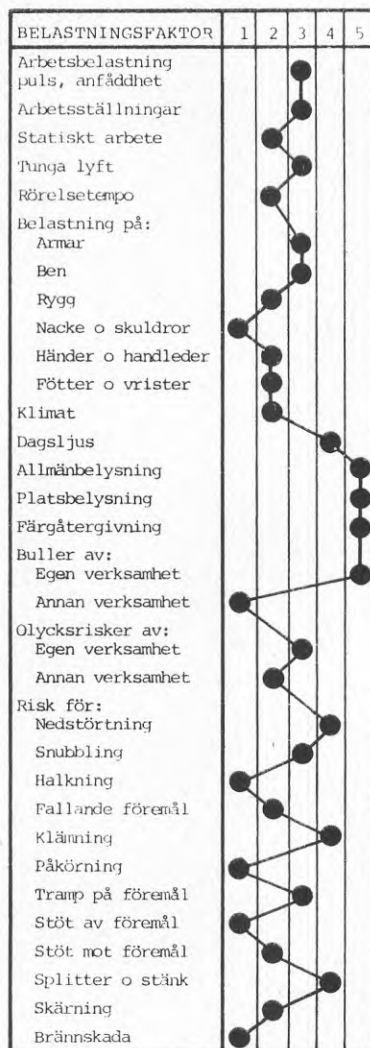 BELASTNINGSFAKTOR 1 2 3 4 5
Arbetsbelastning
puls, anfåddhet
Arbetsställningar
Statiskt arbete
Tunga lyft
Rörelsetempo
Belastning på:
Armar
Ben
Rygg
Nacke o skuldror
Händer o handleder
Fötter o vrister
Klimat
Dagsljus
Allmänbelysning
Platsbelysning
Färgåtergivning
Buller av:
Egen verksamhet
Annan verksamhet
Olycksrisker av:
Egen verksamhet
Annan verksamhet
Risk för:
Nedstörtning
Snubbling
Halkning
Fallande föremål
Klämning
Påkörning
Tramp på föremål
Stöt av föremål
Stöt mot föremål
Splitter o stänk
Skärning
Brännskada